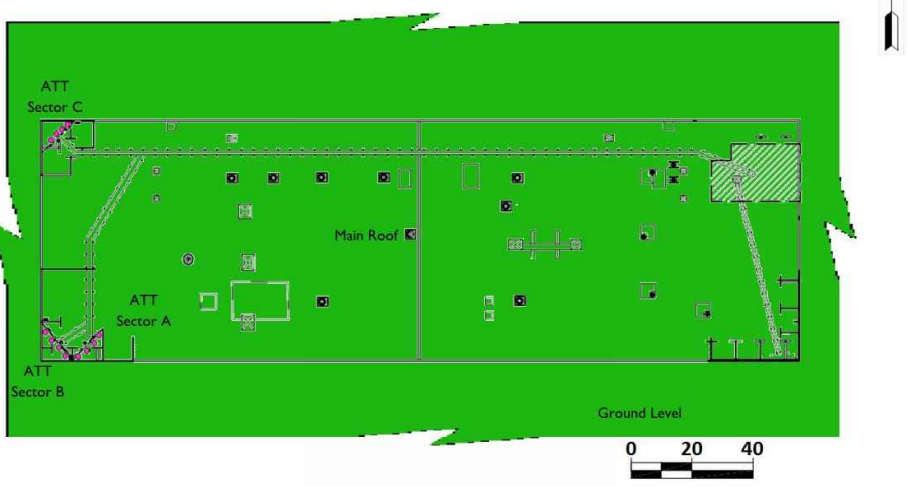 ATT
Sector C
Main Roof
ATT
Sector A
ATT
Sector B
Ground Level
0 20 40